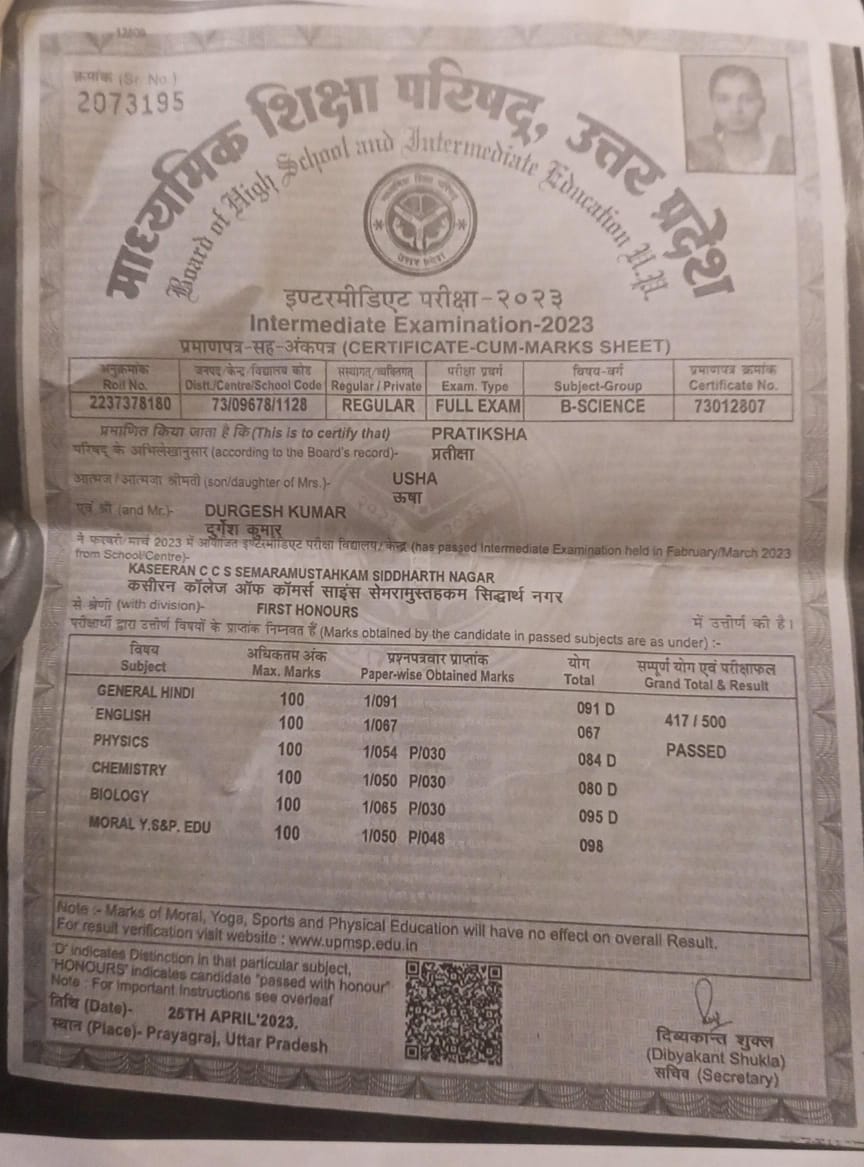 12609
क्रमांक (Sr. No.)
2073195
माध्यमिक शिक्षा परिषद्, उत्तर प्रदेश
Board of High School and Intermediate Education U.P.
उत्तर प्रदेश
इण्टरमीडिएट परीक्षा-२०२३
Intermediate Examination-2023
प्रमाणपत्र-सह-अंकपत्र (CERTIFICATE-CUM-MARKS SHEET)
अनुक्रमांक जनपद/केन्द्र/विद्यालय कोड संस्थागत/व्यक्तिगत परीक्षा प्रवर्ग विषय-वर्ग प्रमाणपत्र क्रमांक
Roll No. Distt./Centre/School Code Regular / Private Exam. Type Subject-Group Certificate No.
2237378180 73/09678/1128 REGULAR FULL EXAM B-SCIENCE 73012807
प्रमाणित किया जाता है कि (This is to certify that) PRATIKSHA
परिषद के अभिलेखानुसार (according to the Board's record)- प्रतीक्षा
आत्मज/आत्मजा श्रीमती (son/daughter of Mrs.)- USHA
ऊषा
एवं श्री (and Mr.)- DURGESH KUMAR
दुर्गेश कुमार
ने फरवरी/मार्च 2023 में आयोजित इण्टरमीडिएट परीक्षा विद्यालय/केन्द्र (has passed Intermediate Examination held in Fabruary/March 2023
from School/Centre)-
KASEERAN C C S SEMARAMUSTAHKAM SIDDHARTH NAGAR
कसीरन कॉलेज ऑफ कॉमर्स साइंस सेमरामुस्तहकम सिद्धार्थ नगर
से श्रेणी (with division)- FIRST HONOURS में उत्तीर्ण की है।
परीक्षार्थी द्वारा उत्तीर्ण विषयों के प्राप्तांक निम्नवत हैं (Marks obtained by the candidate in passed subjects are as under) :-
विषय अधिकतम अंक प्रश्नपत्रवार प्राप्तांक योग सम्पूर्ण योग एवं परीक्षाफल
Subject Max. Marks Paper-wise Obtained Marks Total Grand Total & Result
GENERAL HINDI 100 1/091 091 D 417 / 500
ENGLISH 100 1/067 067 PASSED
PHYSICS 100 1/054 P/030 084 D
CHEMISTRY 100 1/050 P/030 080 D
BIOLOGY 100 1/065 P/030 095 D
MORAL Y.S&P. EDU 100 1/050 P/048 098
Note :- Marks of Moral, Yoga, Sports and Physical Education will have no effect on overall Result.
For result verification visit website : www.upmsp.edu.in
'D' indicates Distinction in that particular subject,
'HONOURS' indicates candidate "passed with honour"
Note : For Important Instructions see overleaf
तिथि (Date)- 25TH APRIL'2023,
स्थान (Place)- Prayagraj, Uttar Pradesh
दिब्यकान्त शुक्ल
(Dibyakant Shukla)
सचिव (Secretary)